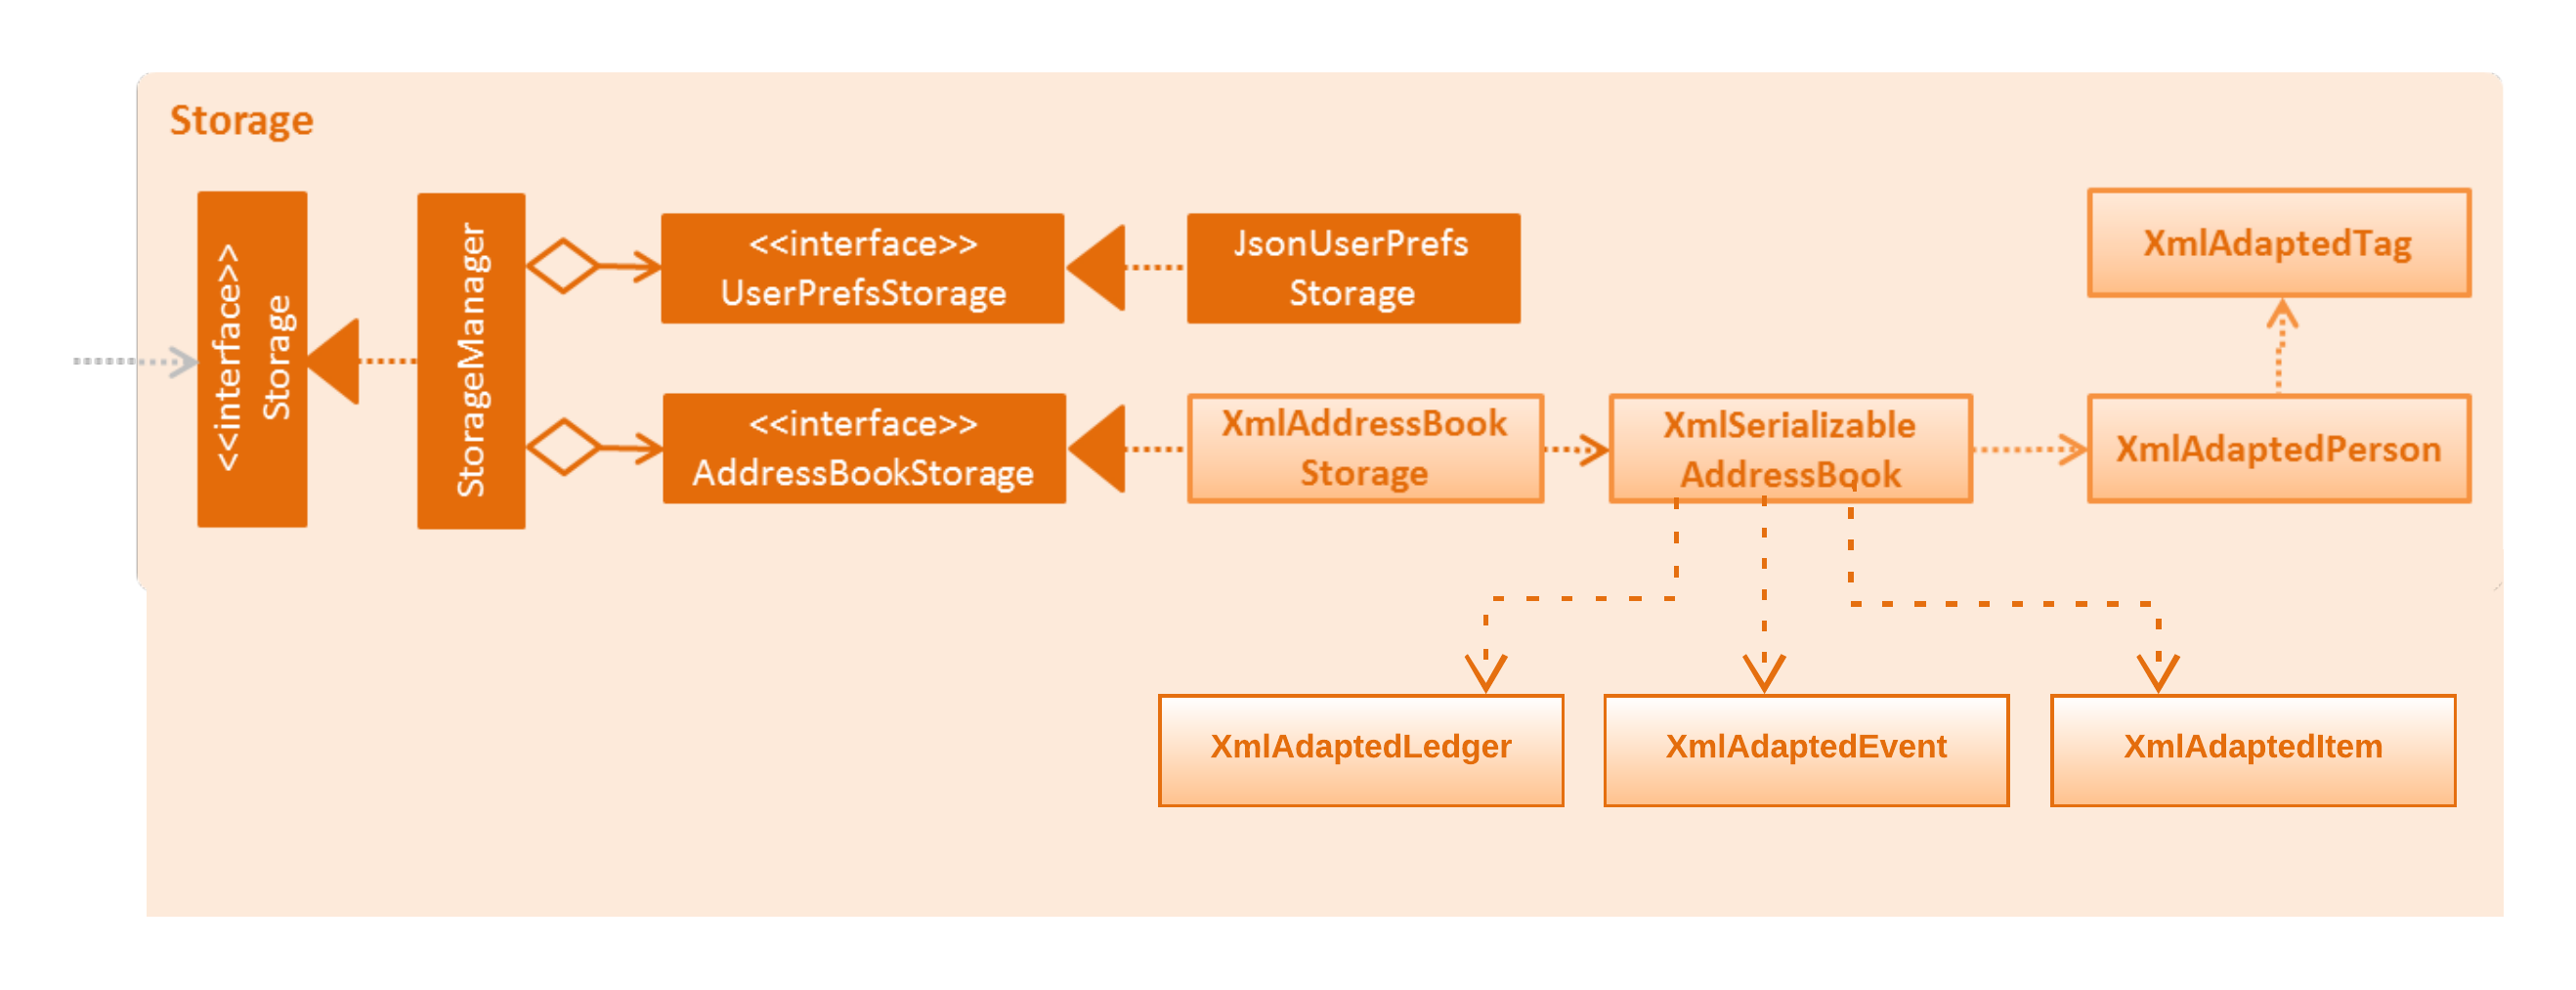 Storage
<<interface>>
Storage
StorageManager
<<interface>>
UserPrefsStorage
JsonUserPrefs
Storage
XmlAdaptedTag
<<interface>>
AddressBookStorage
XmlAddressBook
Storage
XmlSerializable
AddressBook
XmlAdaptedPerson
XmlAdaptedLedger
XmlAdaptedEvent
XmlAdaptedItem